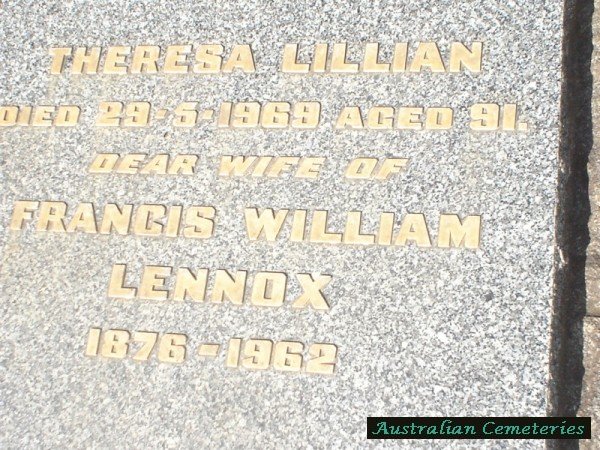 THERESA LILLIAN
DIED 29-5-1969 AGED 91.
DEAR WIFE OF
FRANCIS WILLIAM
LENNOX
1876-1962
Australian Cemeteries